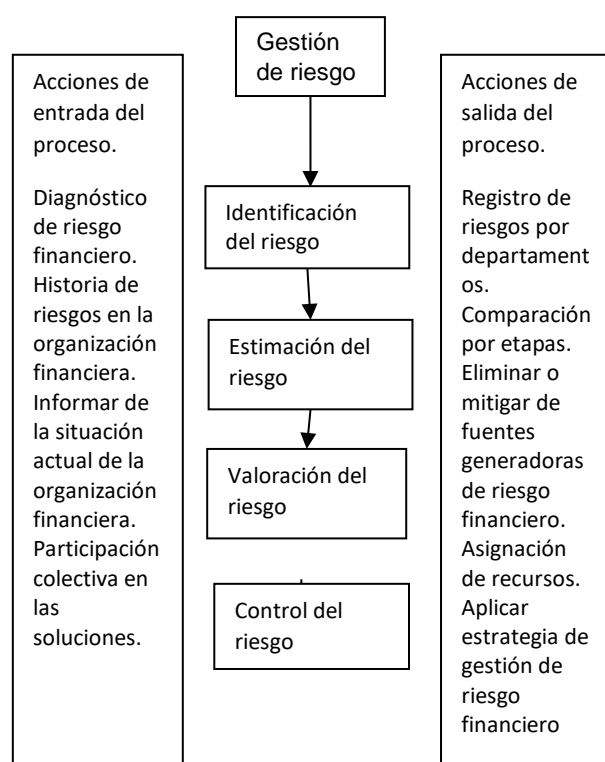 Gestión
de riesgo
Acciones de
entrada del
proceso.
Diagnóstico
de riesgo
financiero.
Historia de
riesgos en la
organización
financiera.
Informar de
la situación
actual de la
organización
financiera.
Participación
colectiva en
las
soluciones.
Identificación
del riesgo
Estimación del
riesgo
Valoración del
riesgo
Control del
riesgo
Acciones de
salida del
proceso.
Registro de
riesgos por
departament
os.
Comparación
por etapas.
Eliminar o
mitigar de
fuentes
generadoras
de riesgo
financiero.
Asignación
de recursos.
Aplicar
estrategia de
gestión de
riesgo
financiero